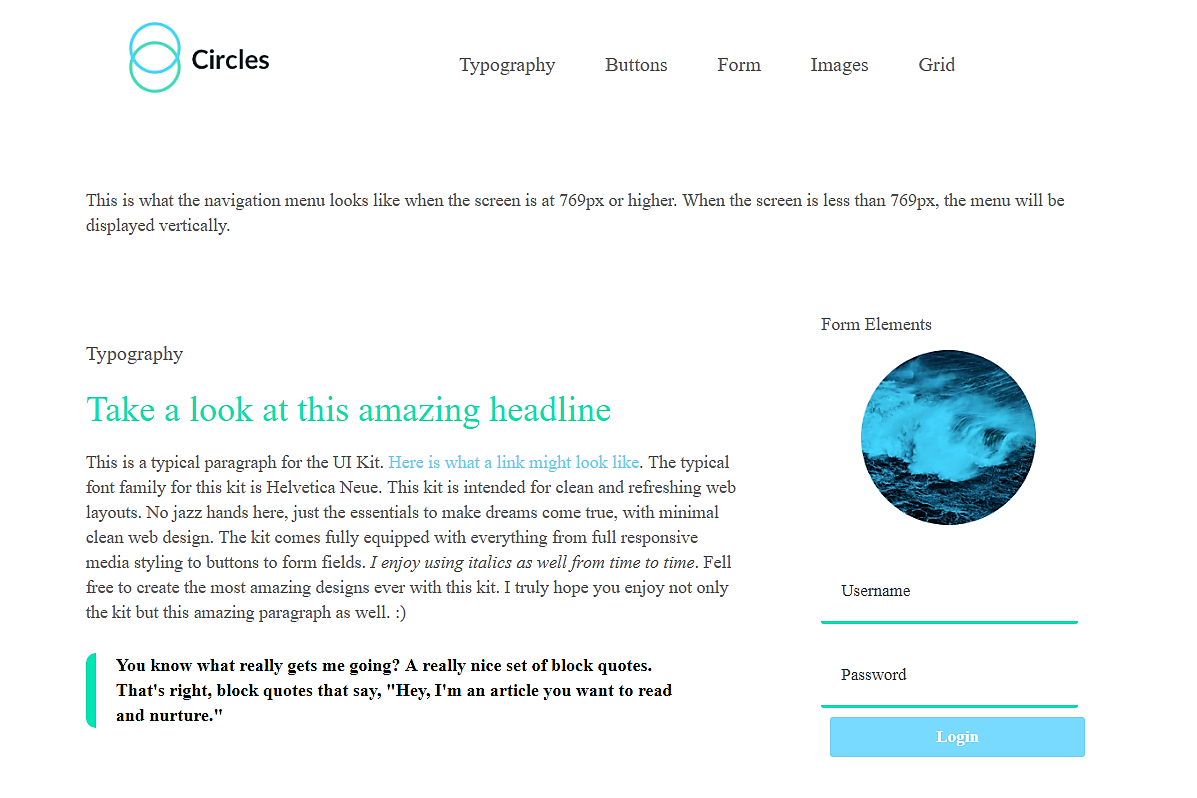 Circles
Typography Buttons Form Images Grid
This is what the navigation menu looks like when the screen is at 769px or higher. When the screen is less than 769px, the menu will be
displayed vertically.
Typography
Take a look at this amazing headline
This is a typical paragraph for the UI Kit. Here is what a link might look like. The typical
font family for this kit is Helvetica Neue. This kit is intended for clean and refreshing web
layouts. No jazz hands here, just the essentials to make dreams come true, with minimal
clean web design. The kit comes fully equipped with everything from full responsive
media styling to buttons to form fields. I enjoy using italics as well from time to time. Fell
free to create the most amazing designs ever with this kit. I truly hope you enjoy not only
the kit but this amazing paragraph as well. :)
You know what really gets me going? A really nice set of block quotes.
That's right, block quotes that say, "Hey, I'm an article you want to read
and nurture."
Form Elements
Username
Password
Login